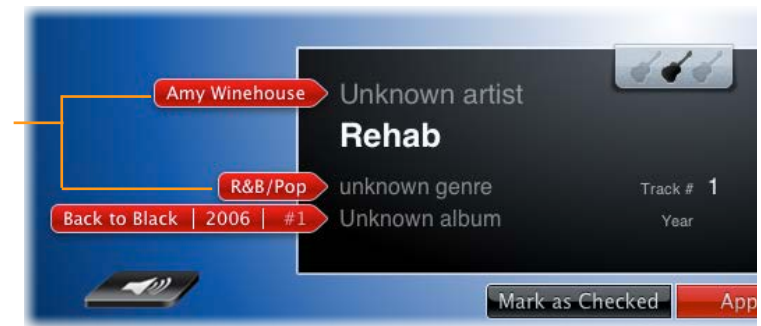 Amy Winehouse Unknown artist
Rehab
R&B/Pop unknown genre Track # 1
Back to Black | 2006 | #1 Unknown album Year
Mark as Checked App